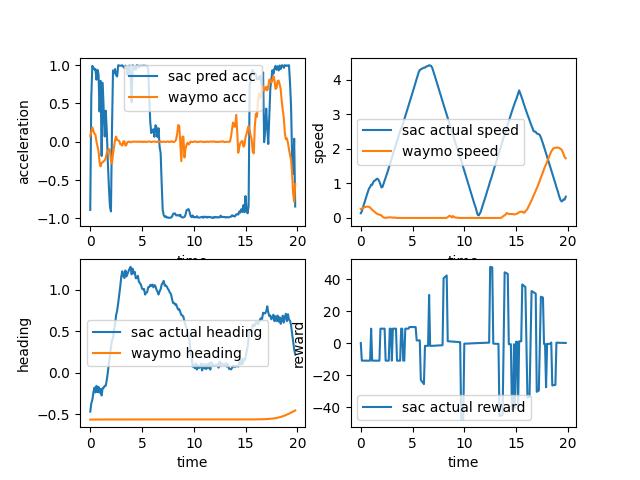 1.0
0.5
0.0
−0.5
−1.0
acceleration
sac pred acc
waymo acc
0
5
10
15
20
time
4
3
2
1
0
speed
sac actual speed
waymo speed
0
5
10
15
20
time
1.0
0.5
0.0
−0.5
heading
sac actual heading
waymo heading
0
5
10
15
20
time
40
20
0
−20
−40
reward
sac actual reward
0
5
10
15
20
time